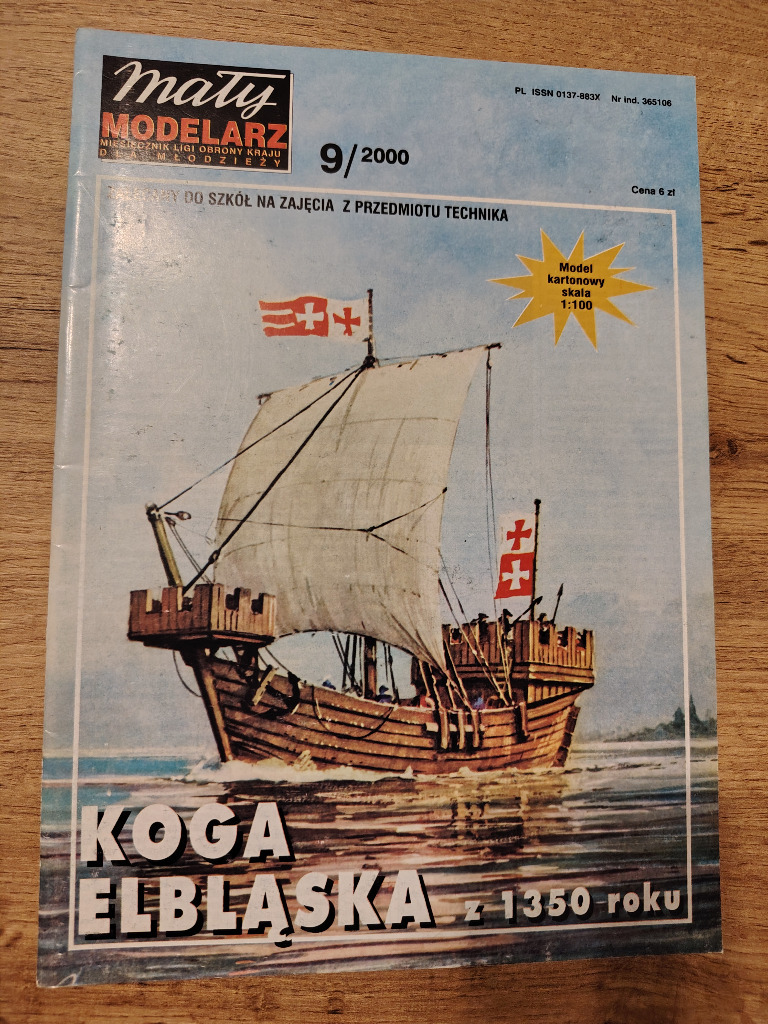 mały
MODELARZ
MIESIĘCZNIK LIGI OBRONY KRAJU
DLA MŁODZIEŻY
9/2000
PL ISSN 0137-883X Nr ind. 365106
Cena 6 zł
DO SZKÓŁ NA ZAJĘCIA Z PRZEDMIOTU TECHNIKA
Model
kartonowy
skala
1:100
KOGA
ELBLĄSKA z 1350 roku